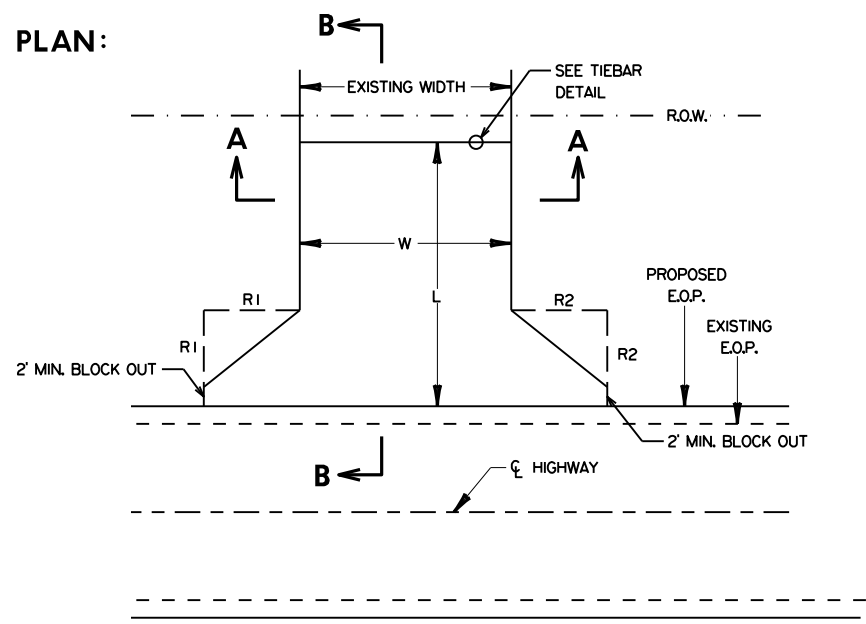 PLAN:
B
EXISTING WIDTH
SEE TIEBAR
DETAIL
R.O.W.
A
A
W
L
R1
R2
R1
R2
PROPOSED
E.O.P.
EXISTING
E.O.P.
2' MIN. BLOCK OUT
2' MIN. BLOCK OUT
B
℄ HIGHWAY